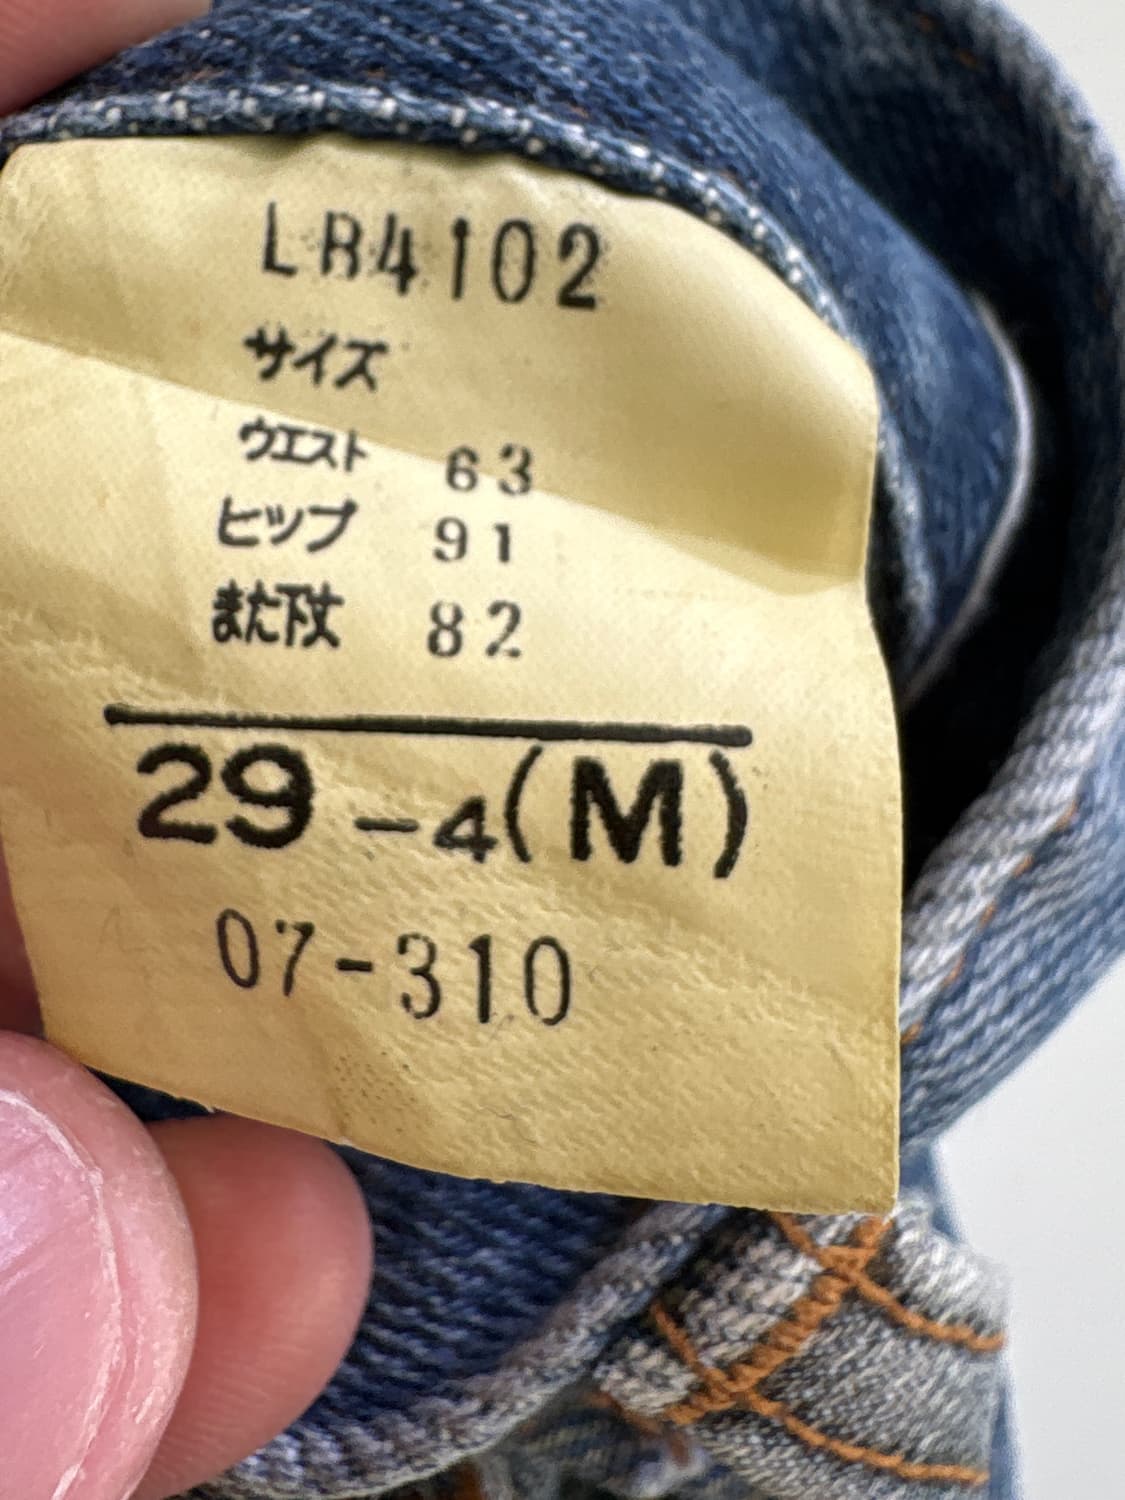 LB4102
サイズ
ウエスト 63
ヒップ 91
また下丈 82
29-4(M)
07-310